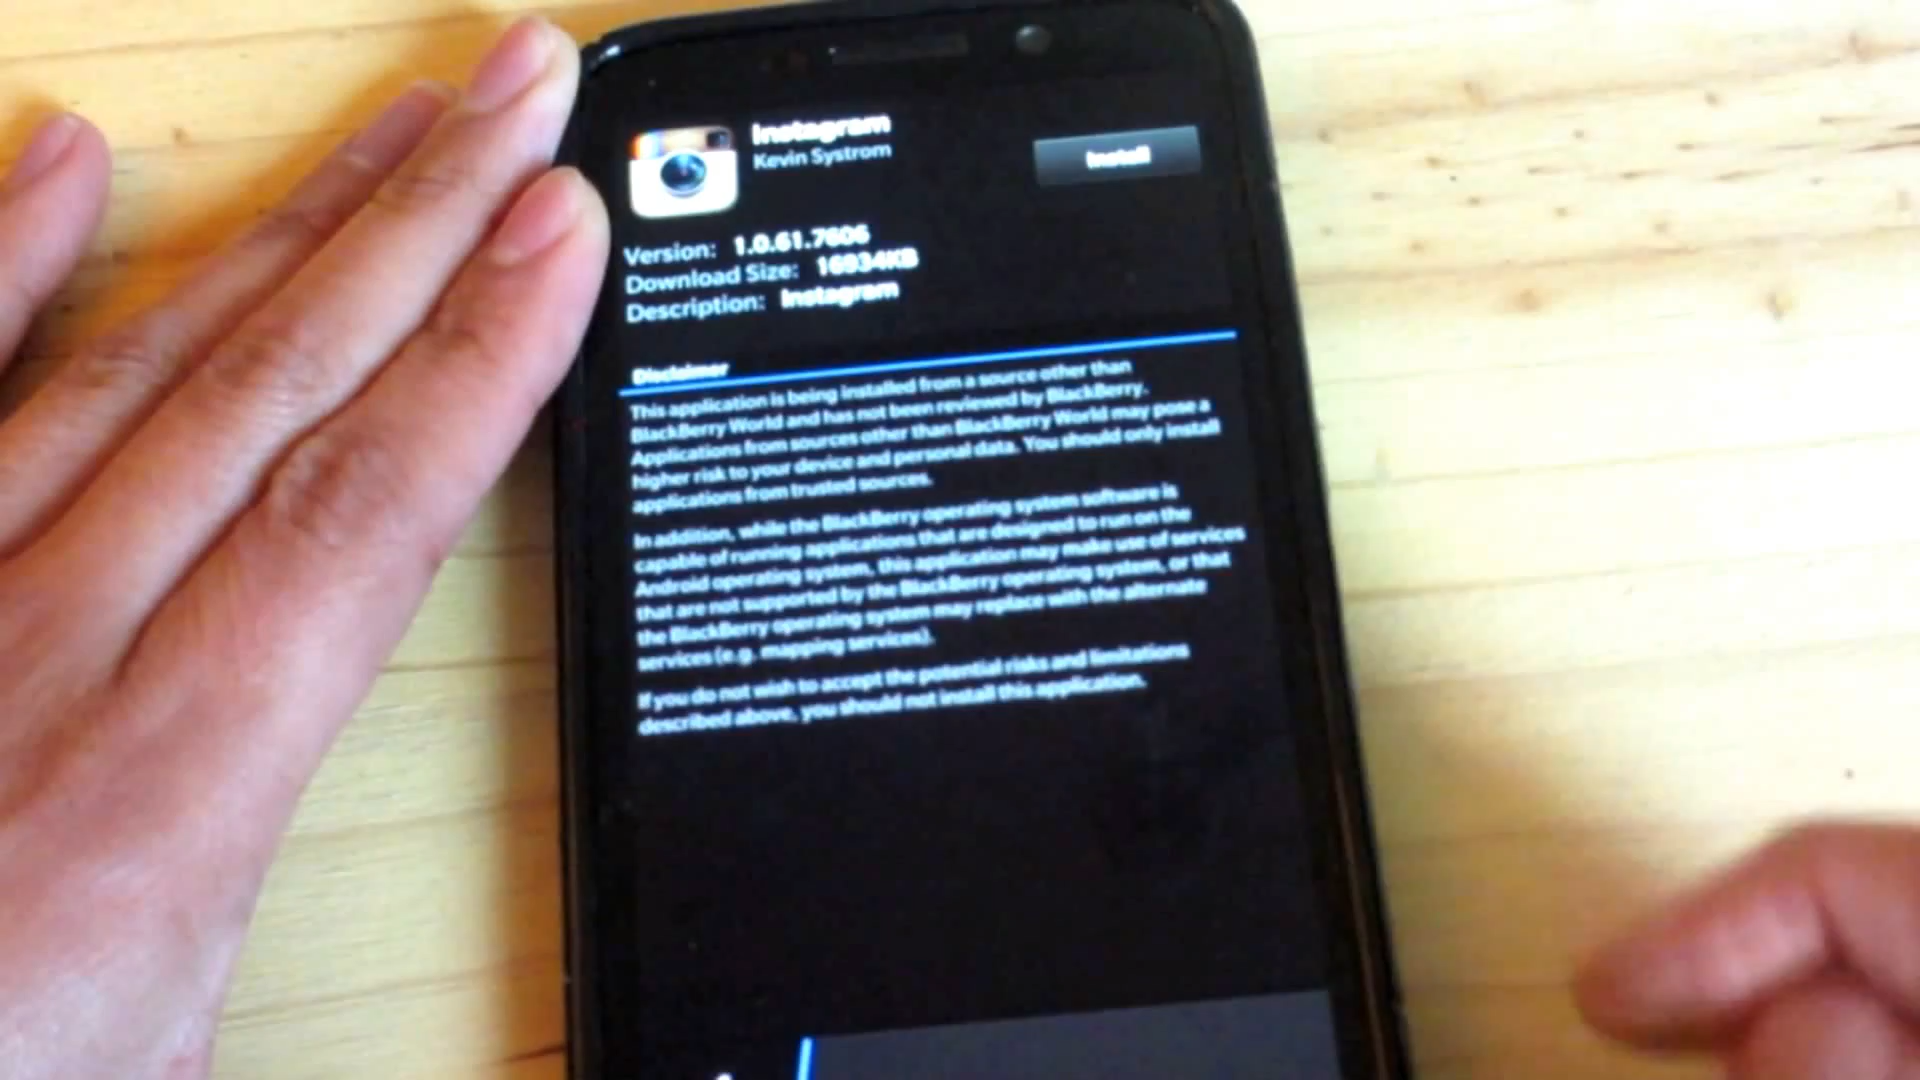 Instagram
Kevin Systrom
Install
Version: 1.0.61.7606
Download Size: 16934KB
Description: Instagram
Disclaimer
This application is being installed from a source other than
BlackBerry World and has not been reviewed by BlackBerry.
Applications from sources other than BlackBerry World may pose a
higher risk to your device and personal data. You should only install
applications from trusted sources.
In addition, while the BlackBerry operating system software is
capable of running applications that are designed to run on the
Android operating system, this application may make use of services
that are not supported by the BlackBerry operating system, or that
the BlackBerry operating system may replace with the alternate
services (e.g. mapping services).
If you do not wish to accept the potential risks and limitations
described above, you should not install this application.